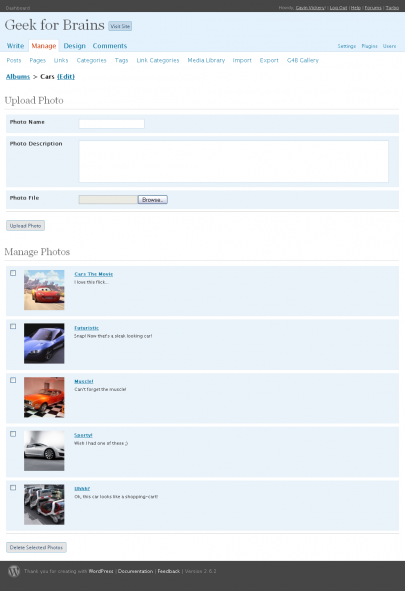 Dashboard
Howdy, Gavin Vickery! | Log Out | Help | Forums | Turbo
Geek for Brains
Visit Site
Write Manage Design Comments
Settings Plugins Users
Posts Pages Links Categories Tags Link Categories Media Library Import Export G4B Gallery
Albums > Cars (Edit)
Upload Photo
Photo Name
Photo Description
Photo File
Browse..
Upload Photo
Manage Photos
Cars The Movie
I love this flick...
Futuristic
Snap! Now that's a sleak looking car!
Muscle!
Can't forget the muscle!
Sporty!
Wish I had one of these ;)
Uhhh?
Ok, this car looks like a shopping-cart!
Delete Selected Photos
Thank you for creating with WordPress | Documentation | Feedback | Version 2.6.2